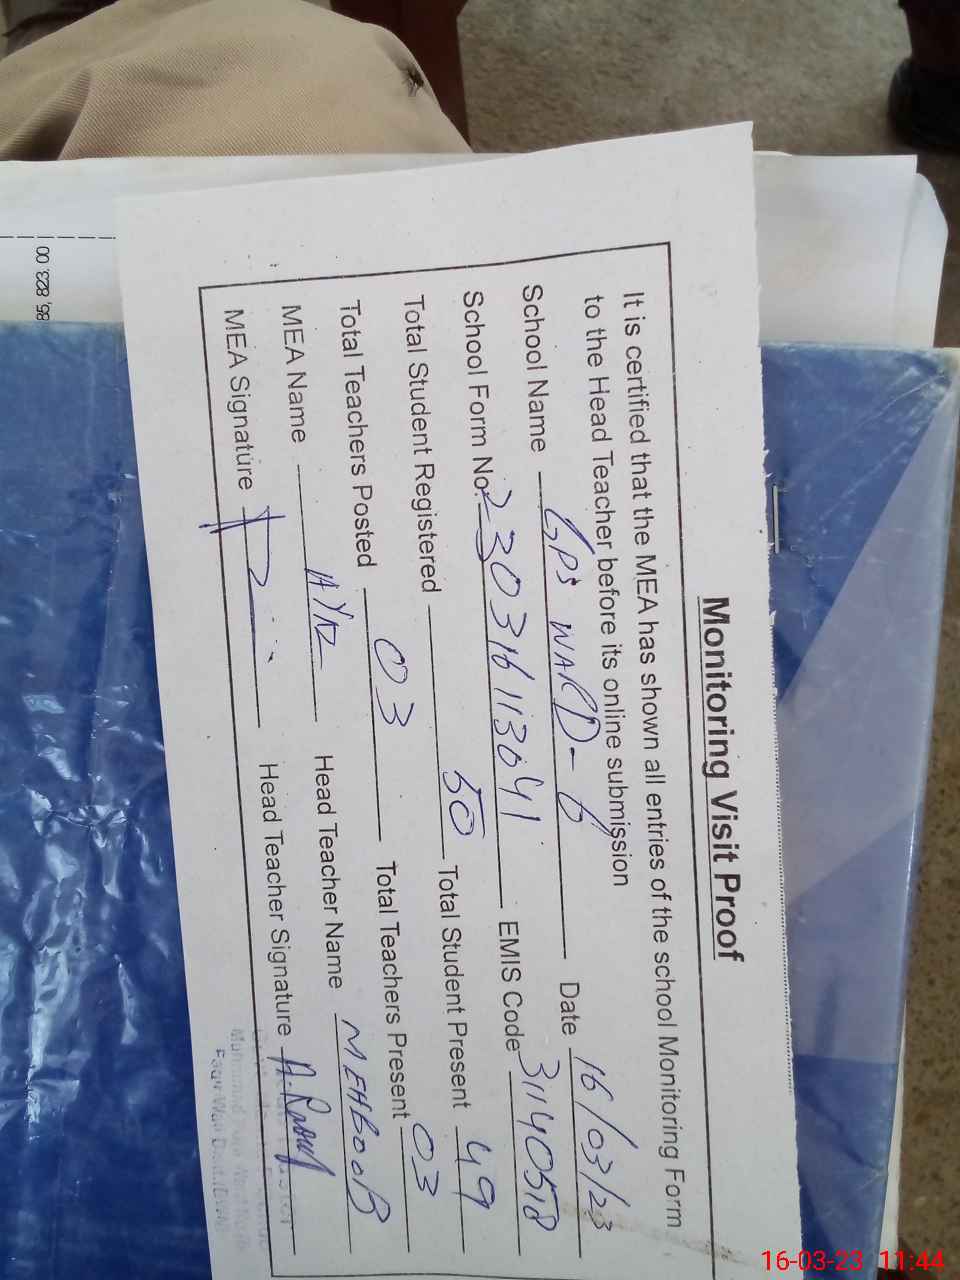 Monitoring Visit Proof
It is certified that the MEA has shown all entries of the school Monitoring Form
to the Head Teacher before its online submission
School Name GPS WARD-6 Date 16/03/23
School Form No. 230316113041 EMIS Code 31140518
Total Student Registered 50 Total Student Present 49
Total Teachers Posted 03 Total Teachers Present 03
MEA Name AYAZ Head Teacher Name MEHBOOB
MEA Signature Head Teacher Signature
16-03-23 11:44